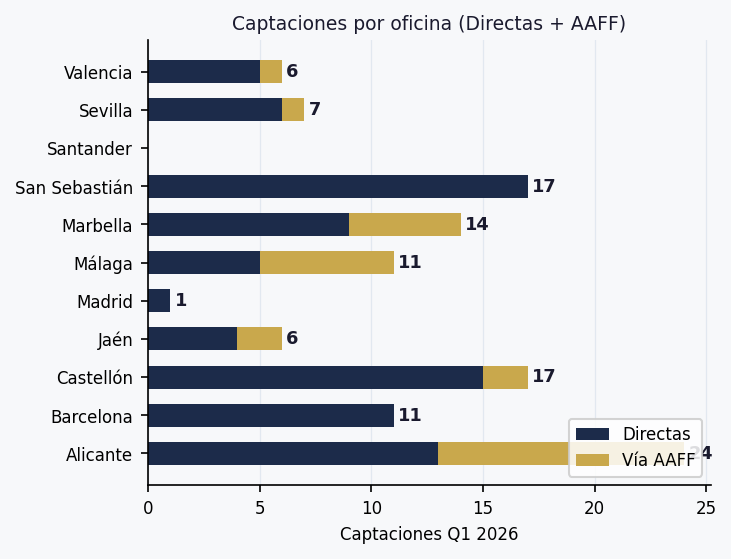 Captaciones por oficina (Directas + AAFF)
Valencia 6
Sevilla 7
Santander
San Sebastián 17
Marbella 14
Málaga 11
Madrid 1
Jaén 6
Castellón 17
Barcelona 11
Directas
Alicante 24
Vía AAFF
0 5 10 15 20 25
Captaciones Q1 2026